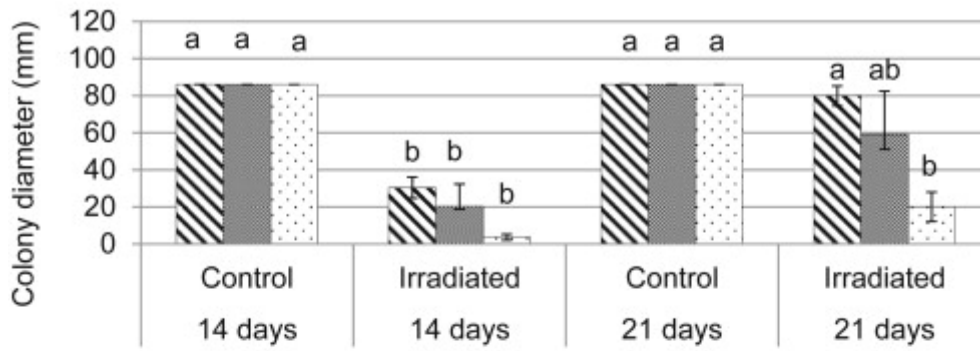 Colony diameter (mm)
120
100
80
60
40
20
0
a a a
b b b
a a a
a ab b
Control Irradiated Control Irradiated
14 days 14 days 21 days 21 days